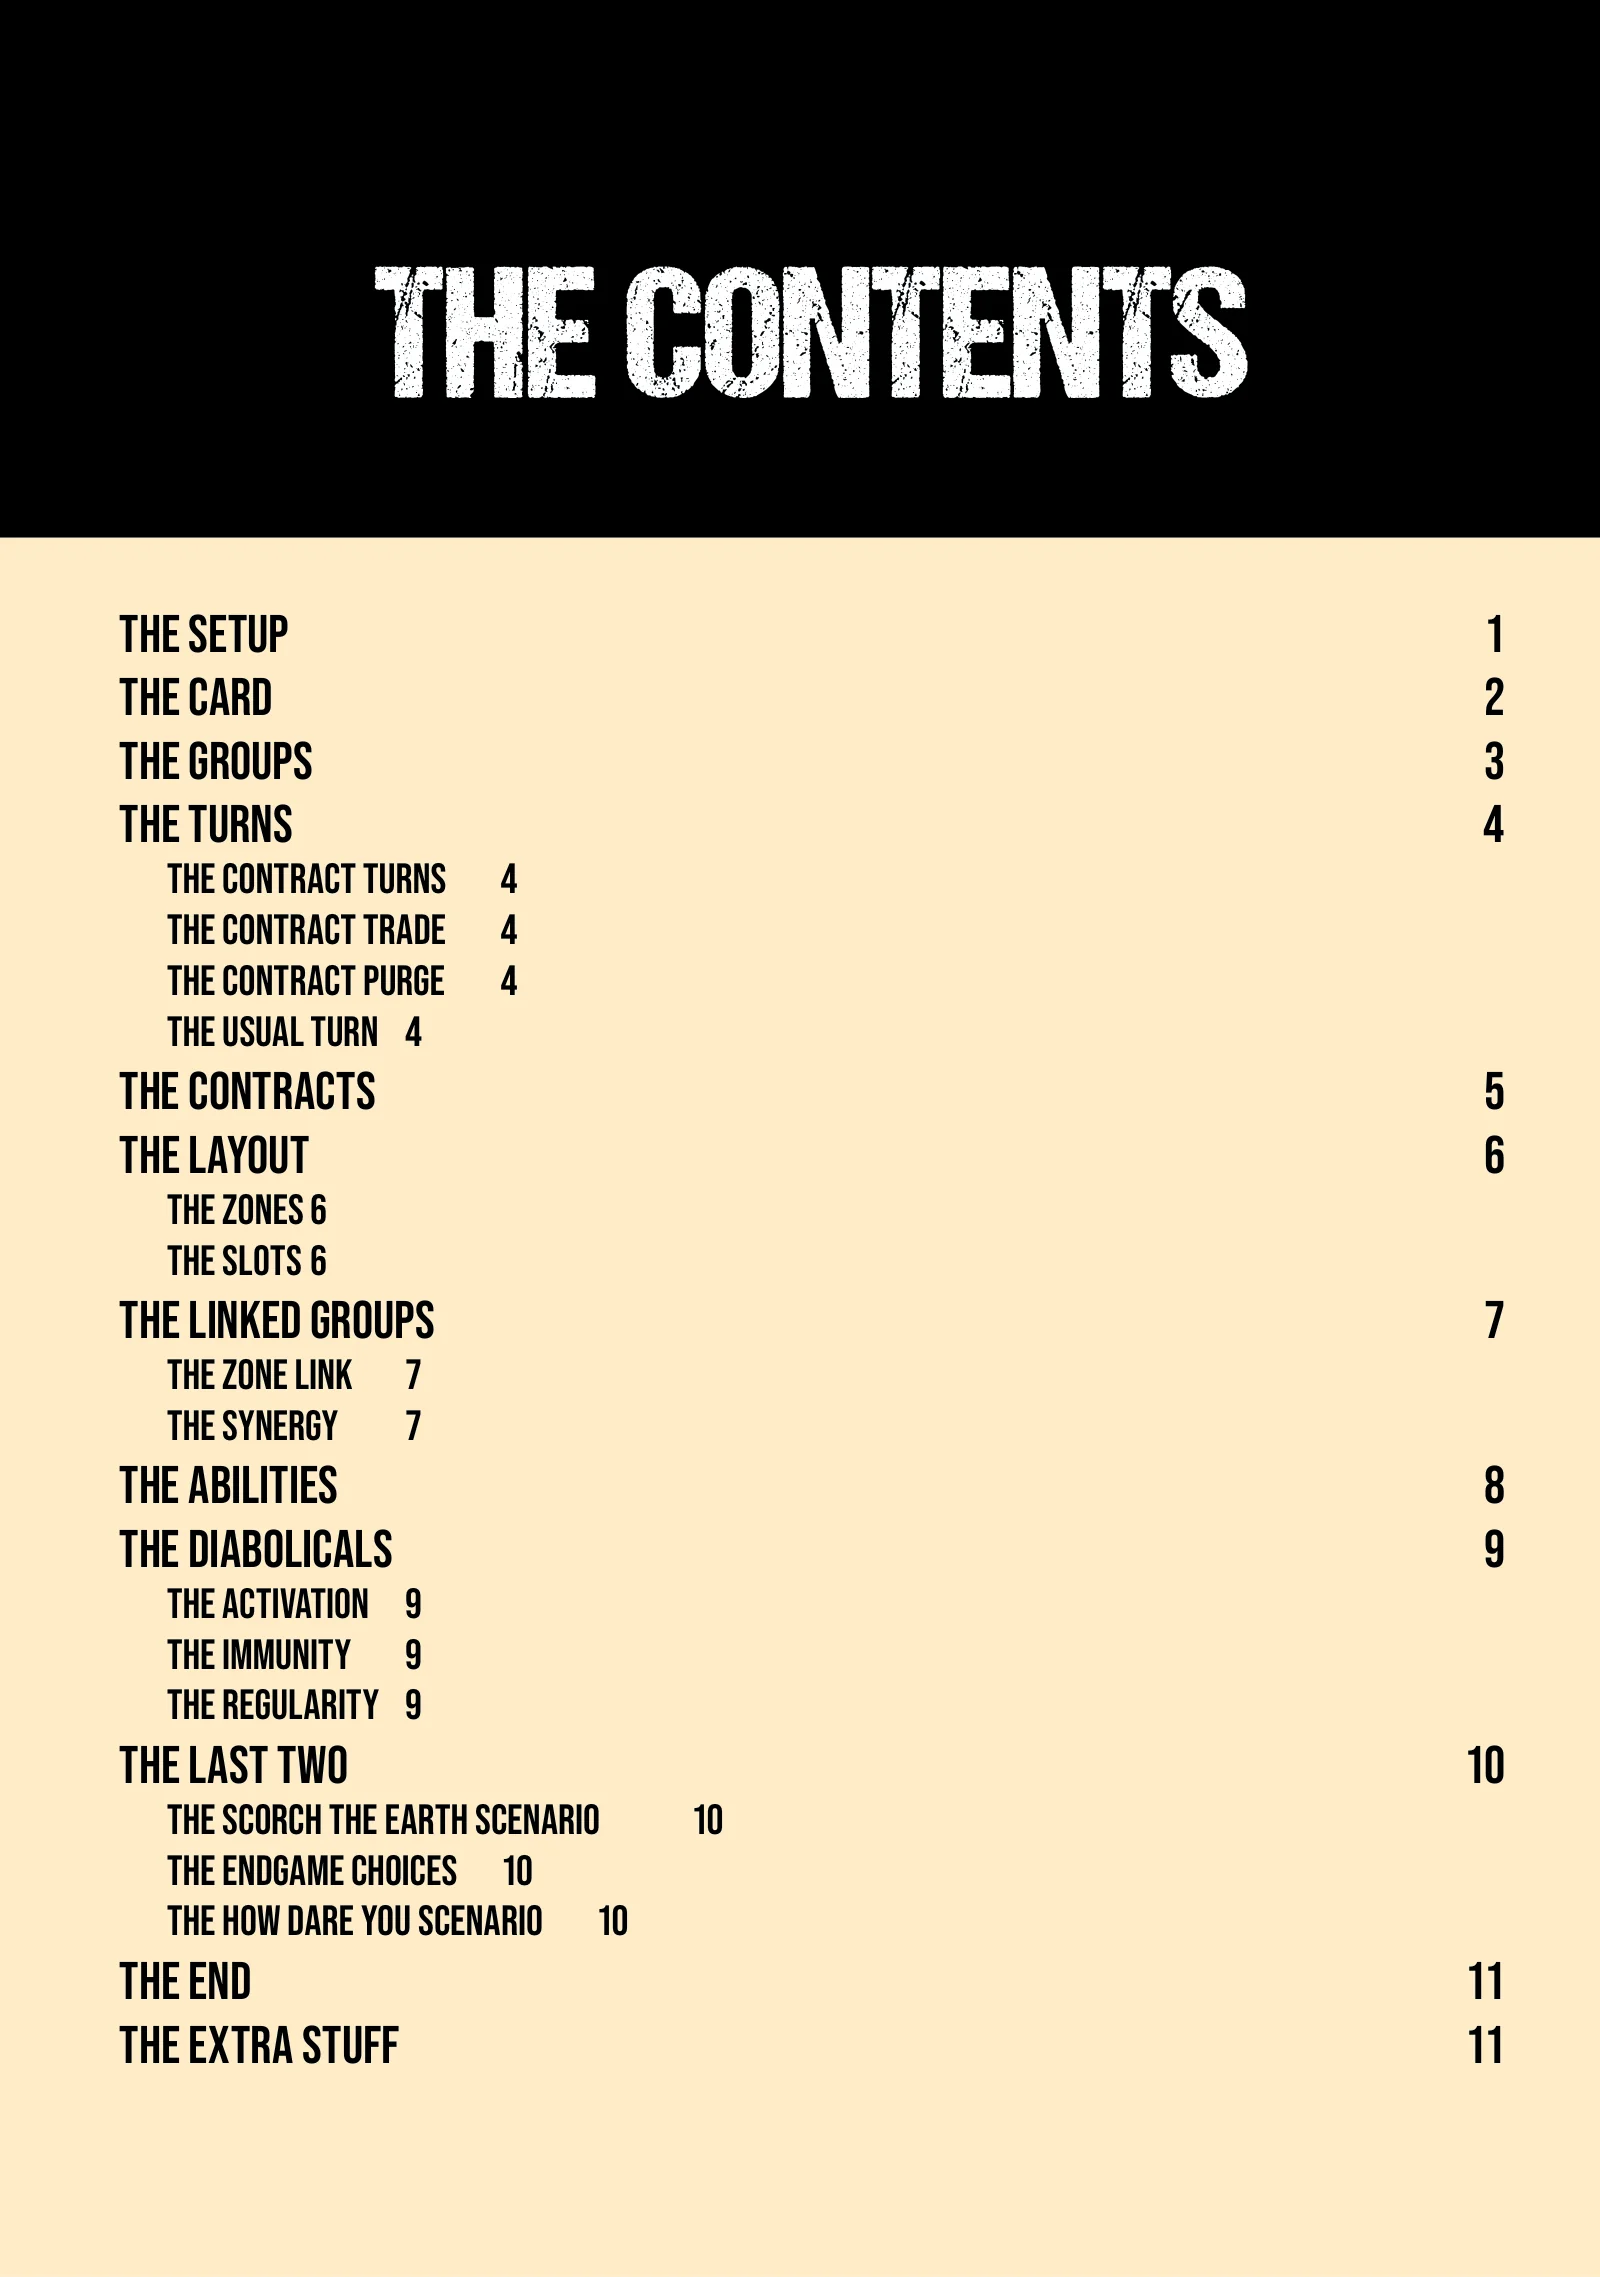 THE CONTENTS
THE SETUP 1
THE CARD 2
THE GROUPS 3
THE TURNS 4
THE CONTRACT TURNS 4
THE CONTRACT TRADE 4
THE CONTRACT PURGE 4
THE USUAL TURN 4
THE CONTRACTS 5
THE LAYOUT 6
THE ZONES 6
THE SLOTS 6
THE LINKED GROUPS 7
THE ZONE LINK 7
THE SYNERGY 7
THE ABILITIES 8
THE DIABOLICALS 9
THE ACTIVATION 9
THE IMMUNITY 9
THE REGULARITY 9
THE LAST TWO 10
THE SCORCH THE EARTH SCENARIO 10
THE ENDGAME CHOICES 10
THE HOW DARE YOU SCENARIO 10
THE END 11
THE EXTRA STUFF 11